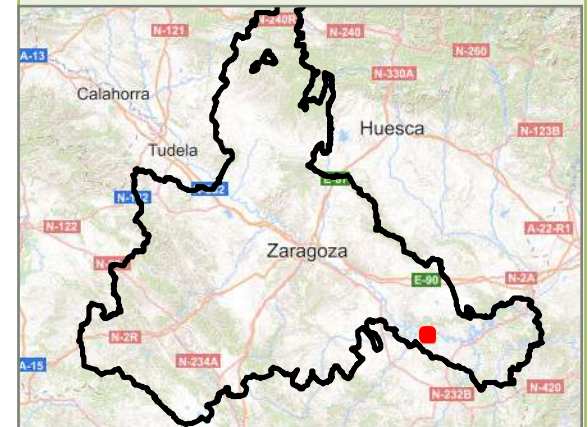 N-240R
N-121
N-240
N-260
A-13
N-330A
Calahorra
Huesca
N-123B
Tudela
N-122
A-22-R1
Zaragoza
E-90
N-2A
N-2R
N-234A
A-15
N-232B
N-420